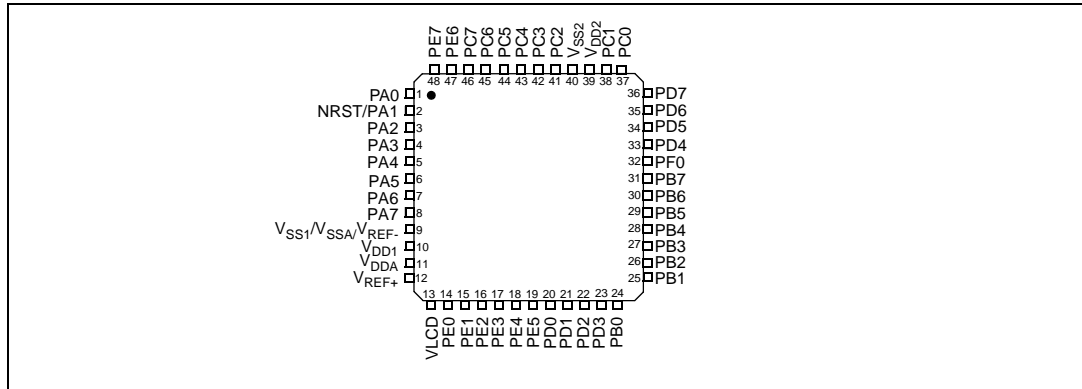 PE7
PE6
PC7
PC6
PC5
PC4
PC3
PC2
VSS2
VDD2
PC1
PC0
48 47 46 45 44 43 42 41 40 39 38 37
PA0 1
NRST/PA1 2
PA2 3
PA3 4
PA4 5
PA5 6
PA6 7
PA7 8
VSS1/VSSA/VREF- 9
VDD1 10
VDDA 11
VREF+ 12
36 PD7
35 PD6
34 PD5
33 PD4
32 PF0
31 PB7
30 PB6
29 PB5
28 PB4
27 PB3
26 PB2
25 PB1
13 14 15 16 17 18 19 20 21 22 23 24
VLCD
PE0
PE1
PE2
PE3
PE4
PE5
PD0
PD1
PD2
PD3
PB0